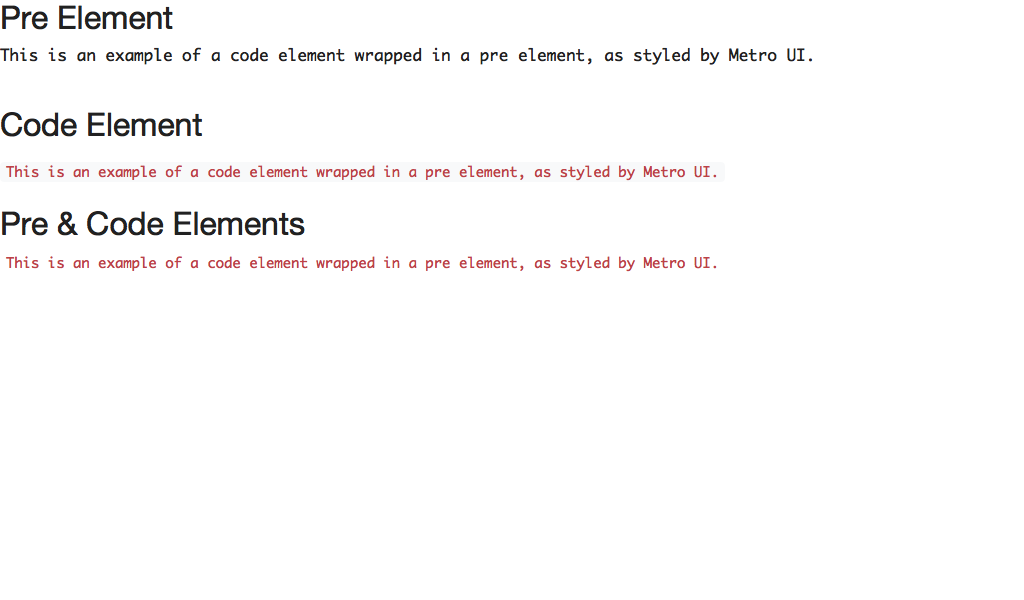 Pre Element
This is an example of a code element wrapped in a pre element, as styled by Metro UI.
Code Element
This is an example of a code element wrapped in a pre element, as styled by Metro UI.
Pre & Code Elements
This is an example of a code element wrapped in a pre element, as styled by Metro UI.